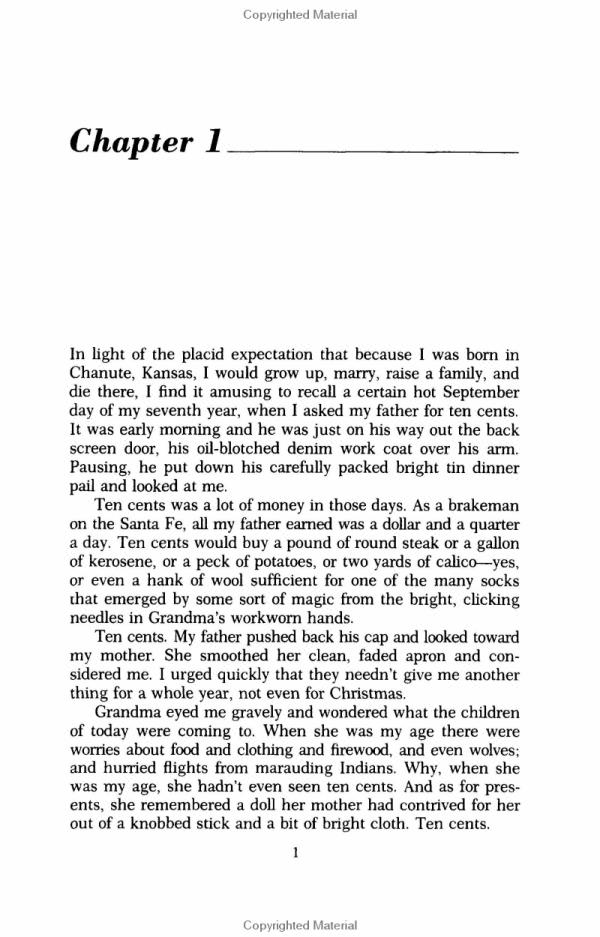 Copyrighted Material
Chapter 1
In light of the placid expectation that because I was born in
Chanute, Kansas, I would grow up, marry, raise a family, and
die there, I find it amusing to recall a certain hot September
day of my seventh year, when I asked my father for ten cents.
It was early morning and he was just on his way out the back
screen door, his oil-blotched denim work coat over his arm.
Pausing, he put down his carefully packed bright tin dinner
pail and looked at me.
Ten cents was a lot of money in those days. As a brakeman
on the Santa Fe, all my father earned was a dollar and a quarter
a day. Ten cents would buy a pound of round steak or a gallon
of kerosene, or a peck of potatoes, or two yards of calico—yes,
or even a hank of wool sufficient for one of the many socks
that emerged by some sort of magic from the bright, clicking
needles in Grandma's workworn hands.
Ten cents. My father pushed back his cap and looked toward
my mother. She smoothed her clean, faded apron and con-
sidered me. I urged quickly that they needn't give me another
thing for a whole year, not even for Christmas.
Grandma eyed me gravely and wondered what the children
of today were coming to. When she was my age there were
worries about food and clothing and firewood, and even wolves;
and hurried flights from marauding Indians. Why, when she
was my age, she hadn't even seen ten cents. And as for pres-
ents, she remembered a doll her mother had contrived for her
out of a knobbed stick and a bit of bright cloth. Ten cents.
1
Copyrighted Material